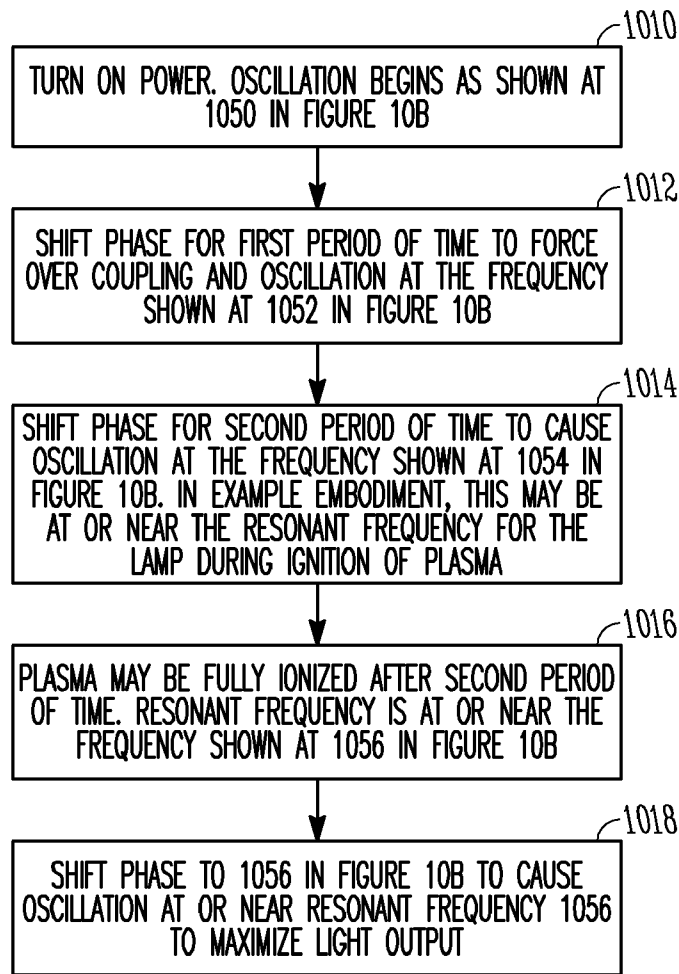 1010
TURN ON POWER. OSCILLATION BEGINS AS SHOWN AT
1050 IN FIGURE 10B
1012
SHIFT PHASE FOR FIRST PERIOD OF TIME TO FORCE
OVER COUPLING AND OSCILLATION AT THE FREQUENCY
SHOWN AT 1052 IN FIGURE 10B
1014
SHIFT PHASE FOR SECOND PERIOD OF TIME TO CAUSE
OSCILLATION AT THE FREQUENCY SHOWN AT 1054 IN
FIGURE 10B. IN EXAMPLE EMBODIMENT, THIS MAY BE
AT OR NEAR THE RESONANT FREQUENCY FOR THE
LAMP DURING IGNITION OF PLASMA
1016
PLASMA MAY BE FULLY IONIZED AFTER SECOND PERIOD
OF TIME. RESONANT FREQUENCY IS AT OR NEAR THE
FREQUENCY SHOWN AT 1056 IN FIGURE 10B
1018
SHIFT PHASE TO 1056 IN FIGURE 10B TO CAUSE
OSCILLATION AT OR NEAR RESONANT FREQUENCY 1056
TO MAXIMIZE LIGHT OUTPUT